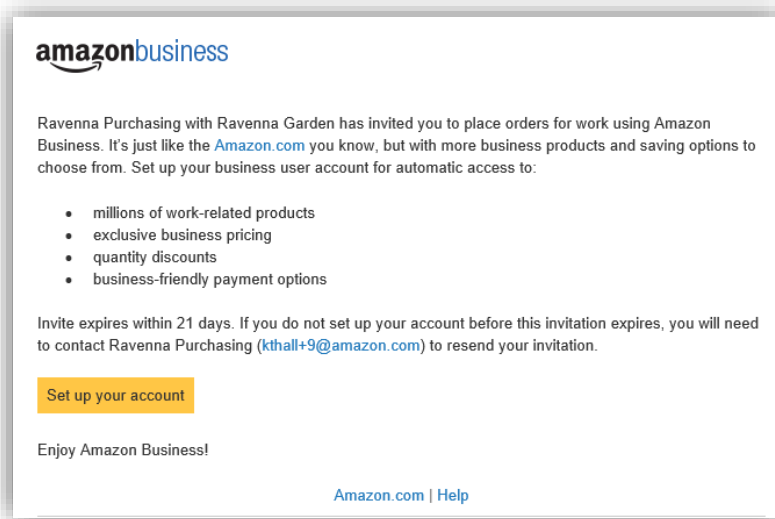 amazonbusiness
Ravenna Purchasing with Ravenna Garden has invited you to place orders for work using Amazon
Business. It's just like the Amazon.com you know, but with more business products and saving options to
choose from. Set up your business user account for automatic access to:
• millions of work-related products
• exclusive business pricing
• quantity discounts
• business-friendly payment options
Invite expires within 21 days. If you do not set up your account before this invitation expires, you will need
to contact Ravenna Purchasing (kthall+9@amazon.com) to resend your invitation.
Set up your account
Enjoy Amazon Business!
Amazon.com | Help